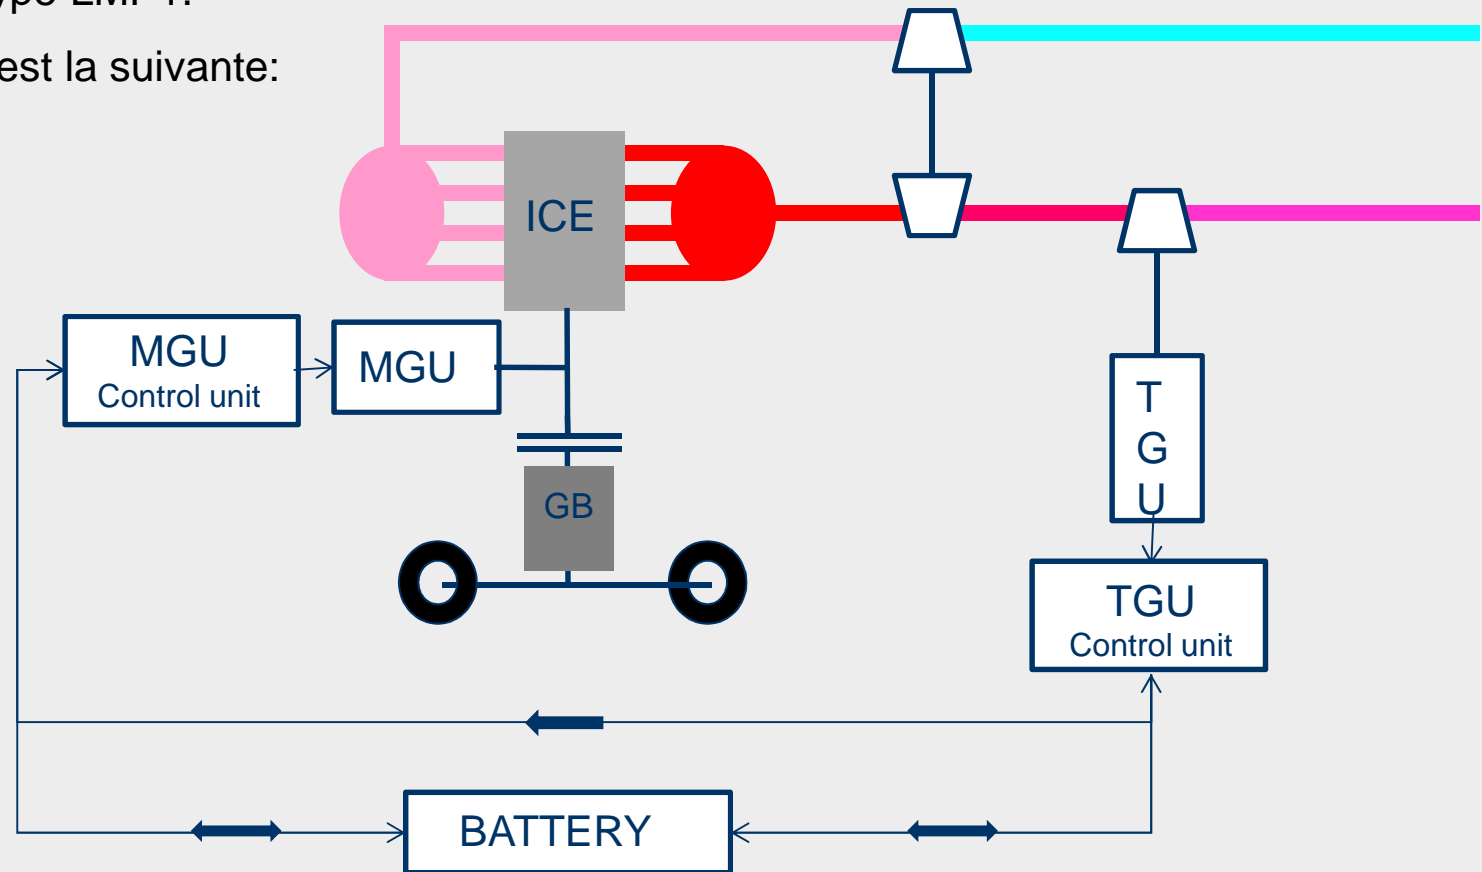 est la suivante:
ICE
MGU
Control unit
MGU
GB
T
G
U
TGU
Control unit
BATTERY